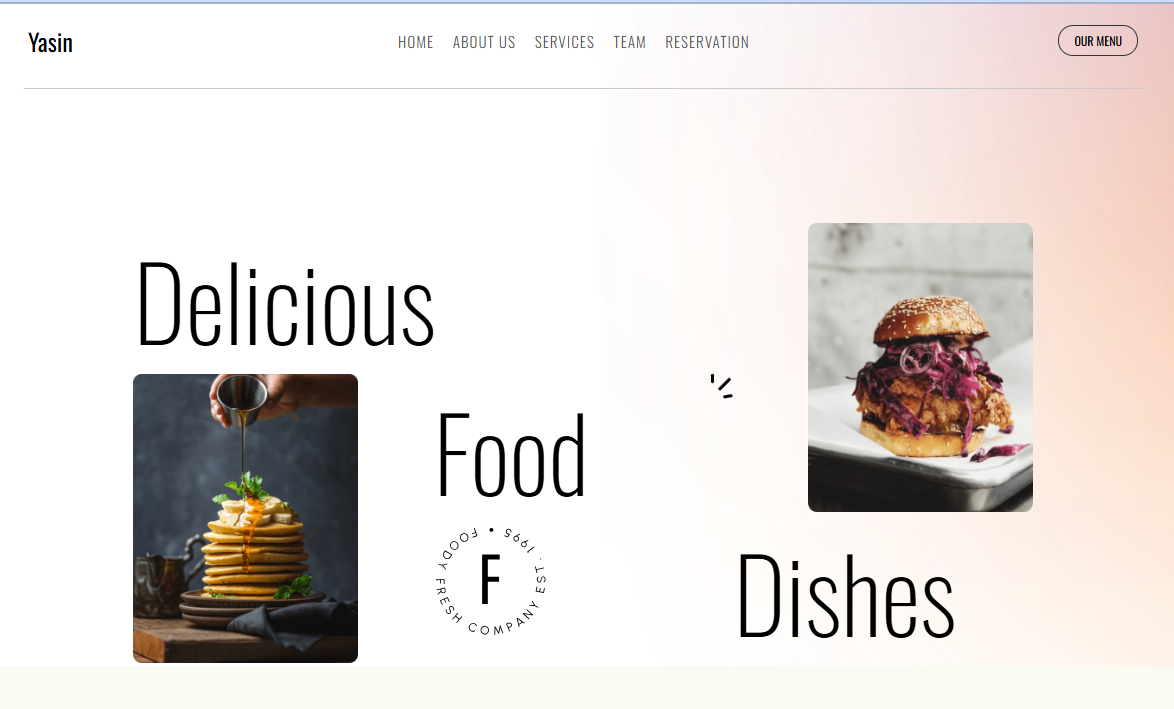 Yasin
HOME ABOUT US SERVICES TEAM RESERVATION
OUR MENU
Delicious
Food
FOODY FRESH COMPANY EST. 1995 •
F
Dishes